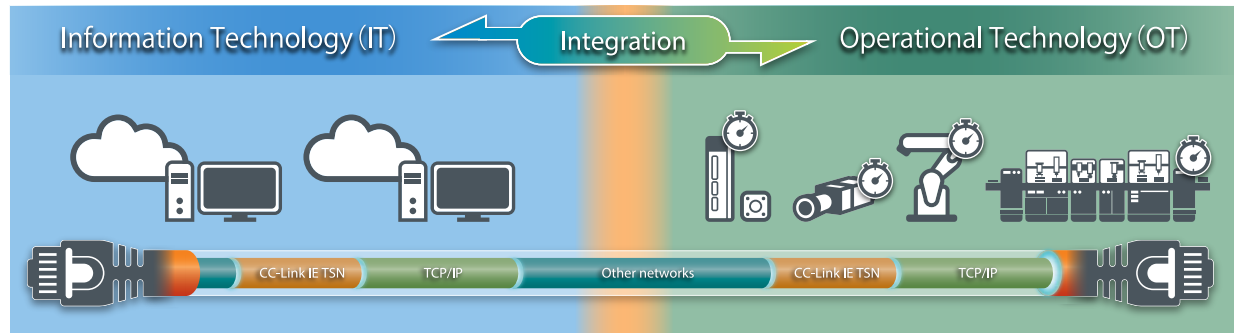 Information Technology (IT)
Integration
Operational Technology (OT)
CC-Link IE TSN
TCP/IP
Other networks
CC-Link IE TSN
TCP/IP